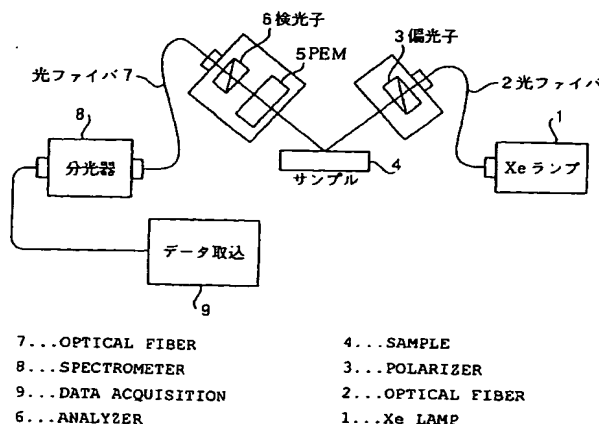 6検光子
5PEM
3偏光子
光ファイバ7
2光ファイバ
8
1
分光器
サンプル
4
Xeランプ
データ取込
9
7...OPTICAL FIBER
8...SPECTROMETER
9...DATA ACQUISITION
6...ANALYZER
4...SAMPLE
3...POLARIZER
2...OPTICAL FIBER
1...Xe LAMP